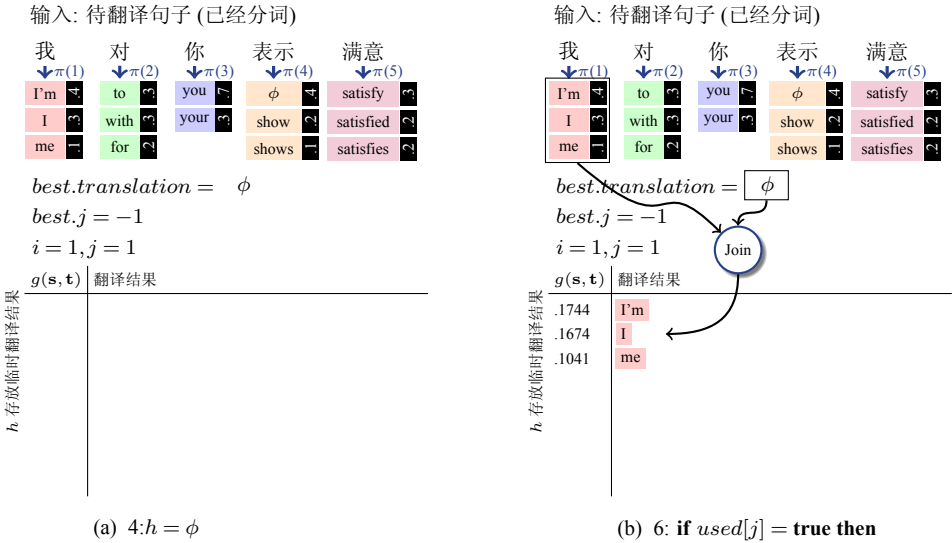 输入: 待翻译句子 (已经分词)
我 对 你 表示 满意
π(1) π(2) π(3) π(4) π(5)
I'm .4 to .3 you .7 ϕ .4 satisfy .3
I .3 with .3 your .3 show .2 satisfied .2
me .1 for .2 shows .1 satisfies .2
best.translation = ϕ
best.j = −1
i = 1, j = 1
g(s, t) 翻译结果
h 存放临时翻译结果
(a) 4:h = ϕ
输入: 待翻译句子 (已经分词)
我 对 你 表示 满意
π(1) π(2) π(3) π(4) π(5)
I'm .4 to .3 you .7 ϕ .4 satisfy .3
I .3 with .3 your .3 show .2 satisfied .2
me .1 for .2 shows .1 satisfies .2
best.translation = ϕ
best.j = −1
i = 1, j = 1
Join
g(s, t) 翻译结果
.1744 I'm
.1674 I
.1041 me
h 存放临时翻译结果
(b) 6: if used[j] = true then